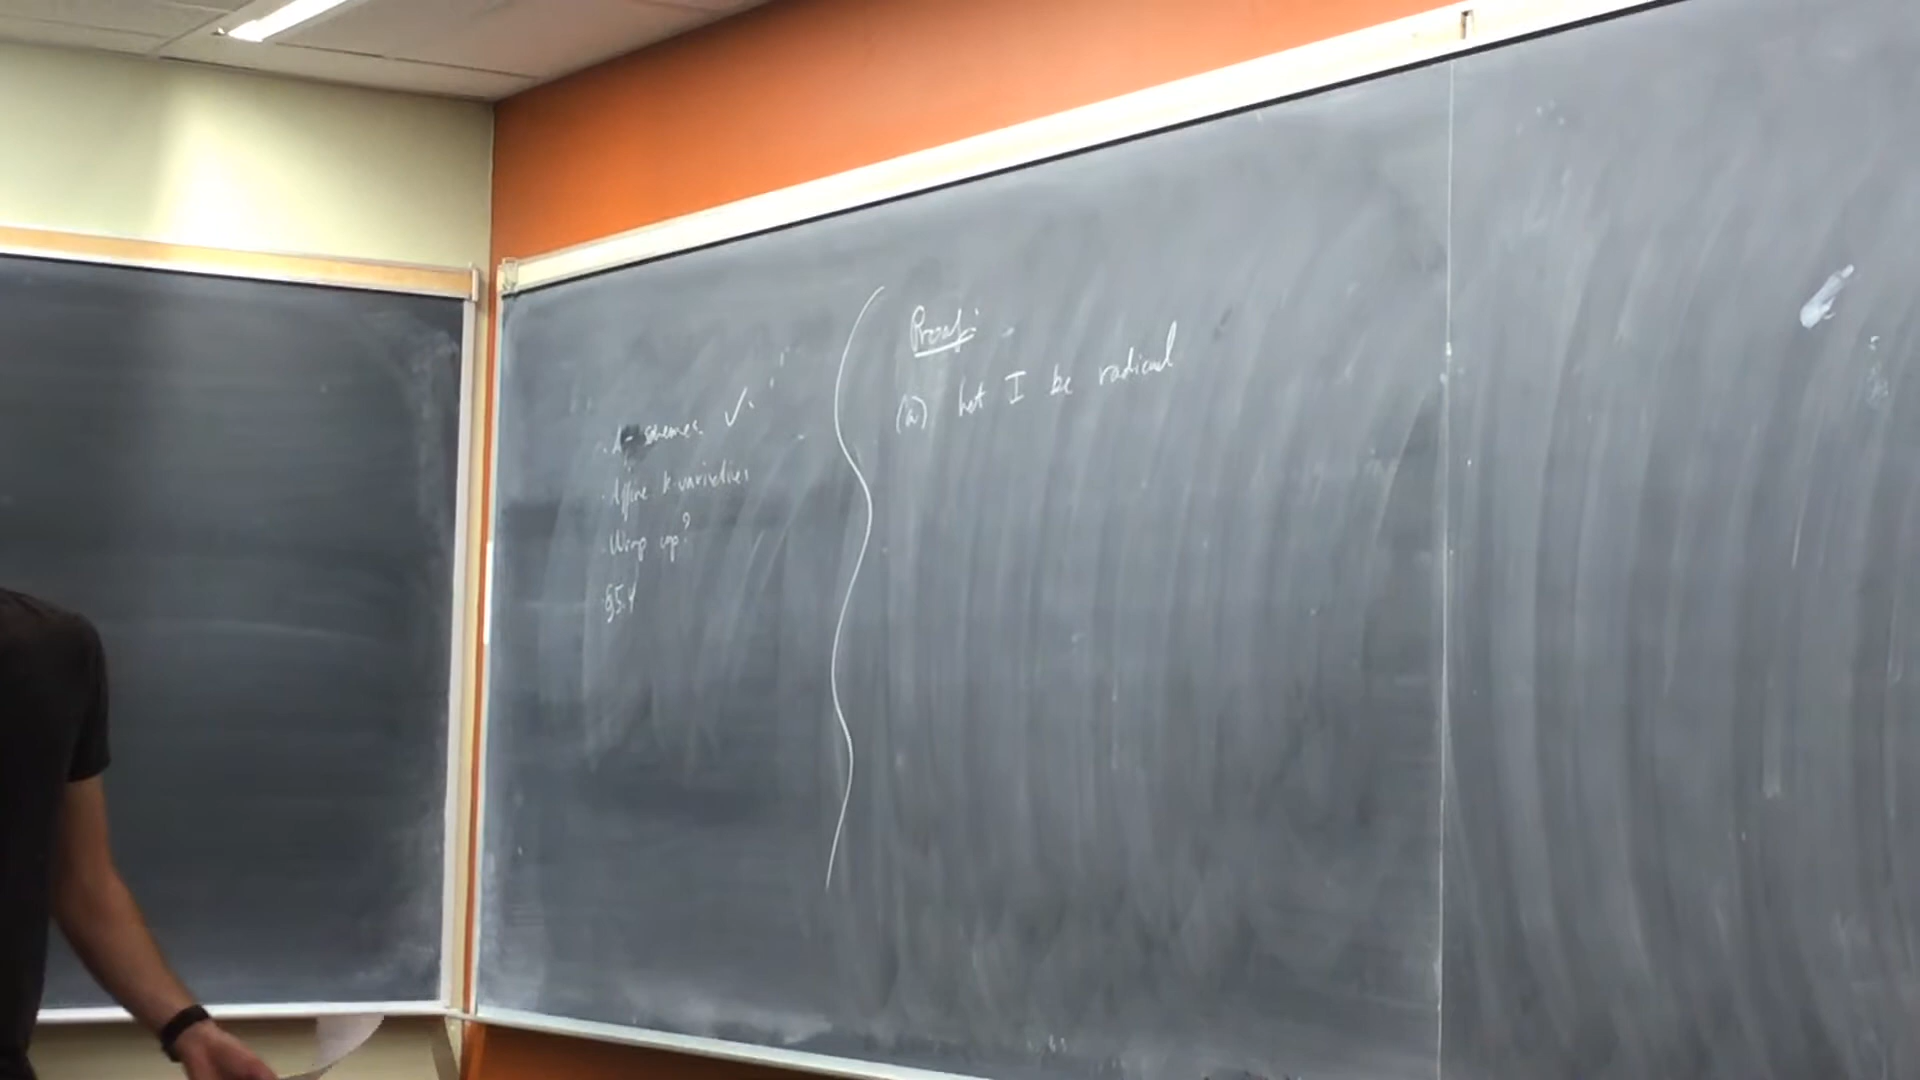 · A-schemes ✓.
· Affine k-varieties
· Wrap up?
§5.4
Proof:
(a) Let I be radical